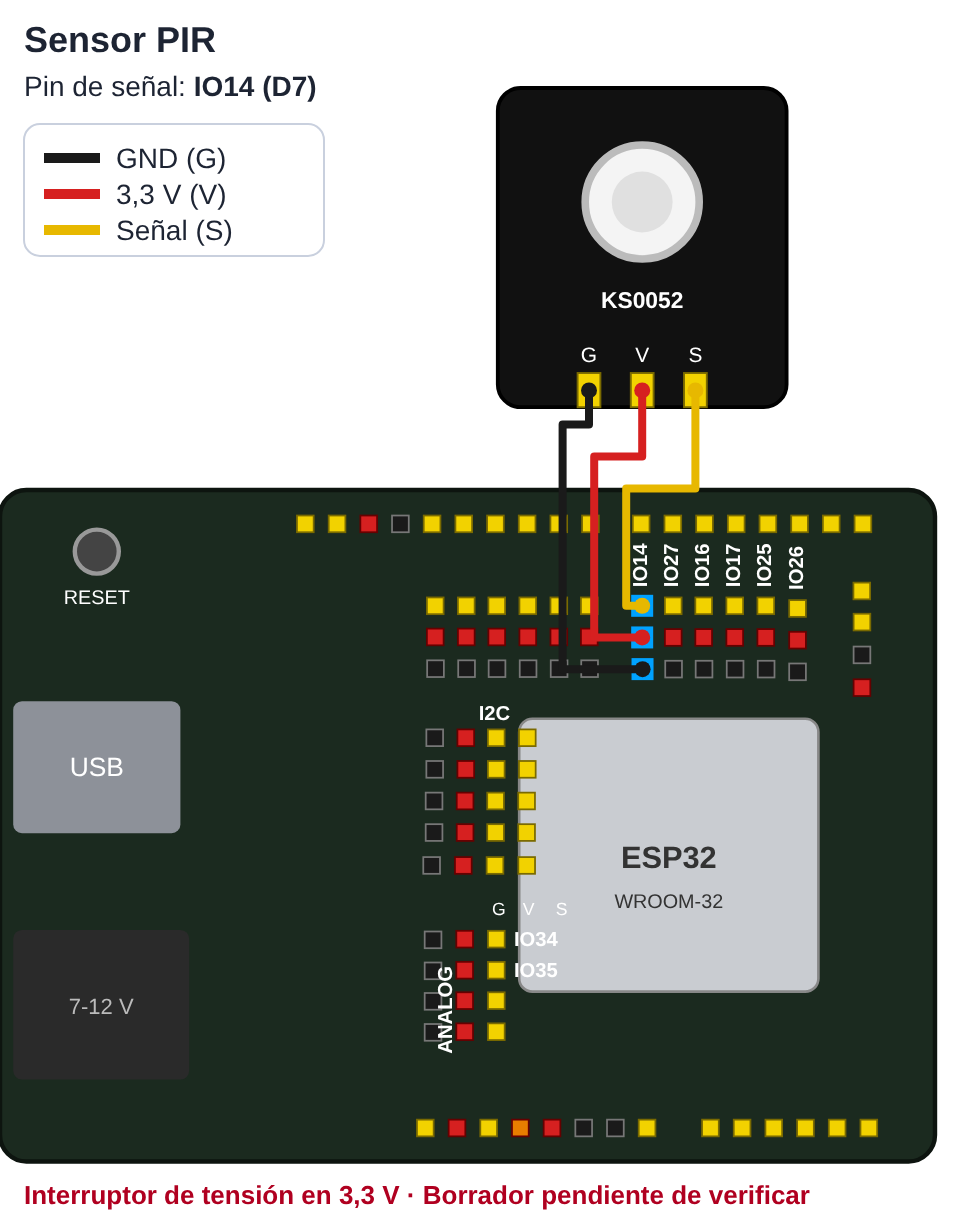 Sensor PIR
Pin de señal: IO14 (D7)
GND (G)
3,3 V (V)
Señal (S)
KS0052
G V S
IO14 IO27 IO16 IO17 IO25 IO26
RESET
I2C
USB
ESP32
WROOM-32
G V S
IO34
IO35
ANALOG
7-12 V
Interruptor de tensión en 3,3 V · Borrador pendiente de verificar